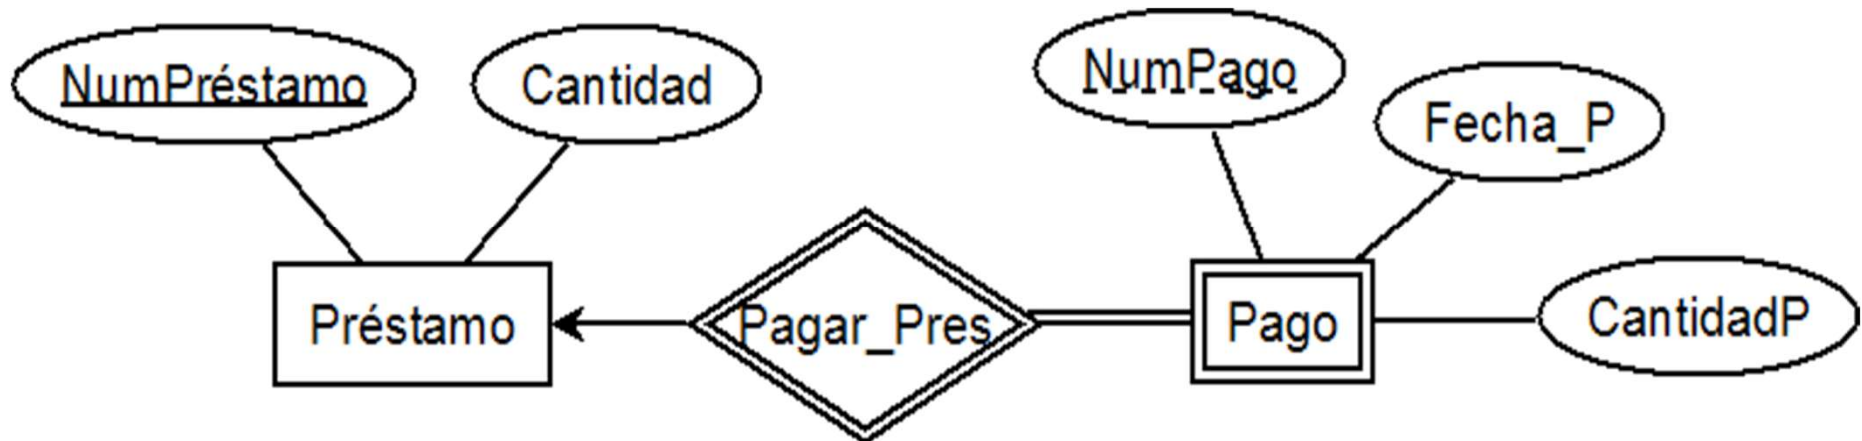 NumPréstamo
Cantidad
NumPago
Fecha_P
Préstamo
Pagar_Pres
Pago
CantidadP